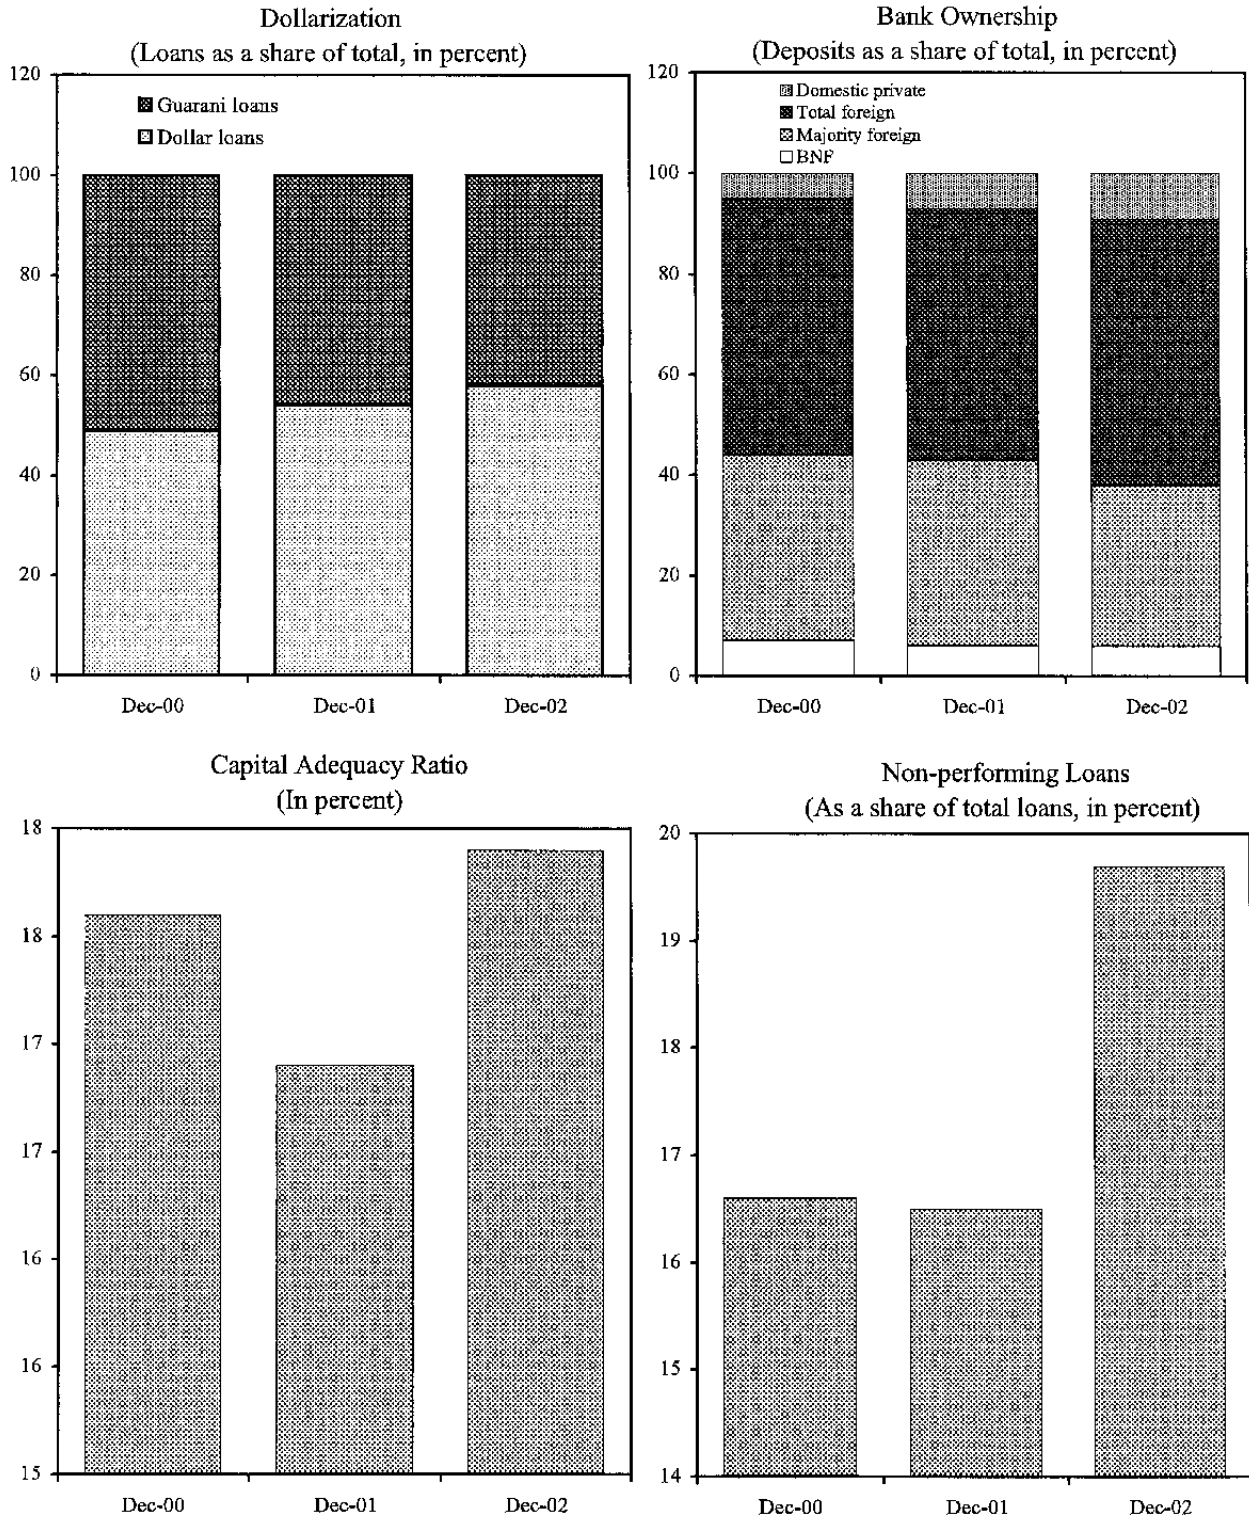 Dollarization
(Loans as a share of total, in percent)
120
100
80
60
40
20
0
Guarani loans
Dollar loans
Dec-00
Dec-01
Dec-02
Bank Ownership
(Deposits as a share of total, in percent)
120
100
80
60
40
20
0
Domestic private
Total foreign
Majority foreign
BNF
Dec-00
Dec-01
Dec-02
Capital Adequacy Ratio
(In percent)
18
18
17
17
16
16
15
Dec-00
Dec-01
Dec-02
Non-performing Loans
(As a share of total loans, in percent)
20
19
18
17
16
15
14
Dec-00
Dec-01
Dec-02